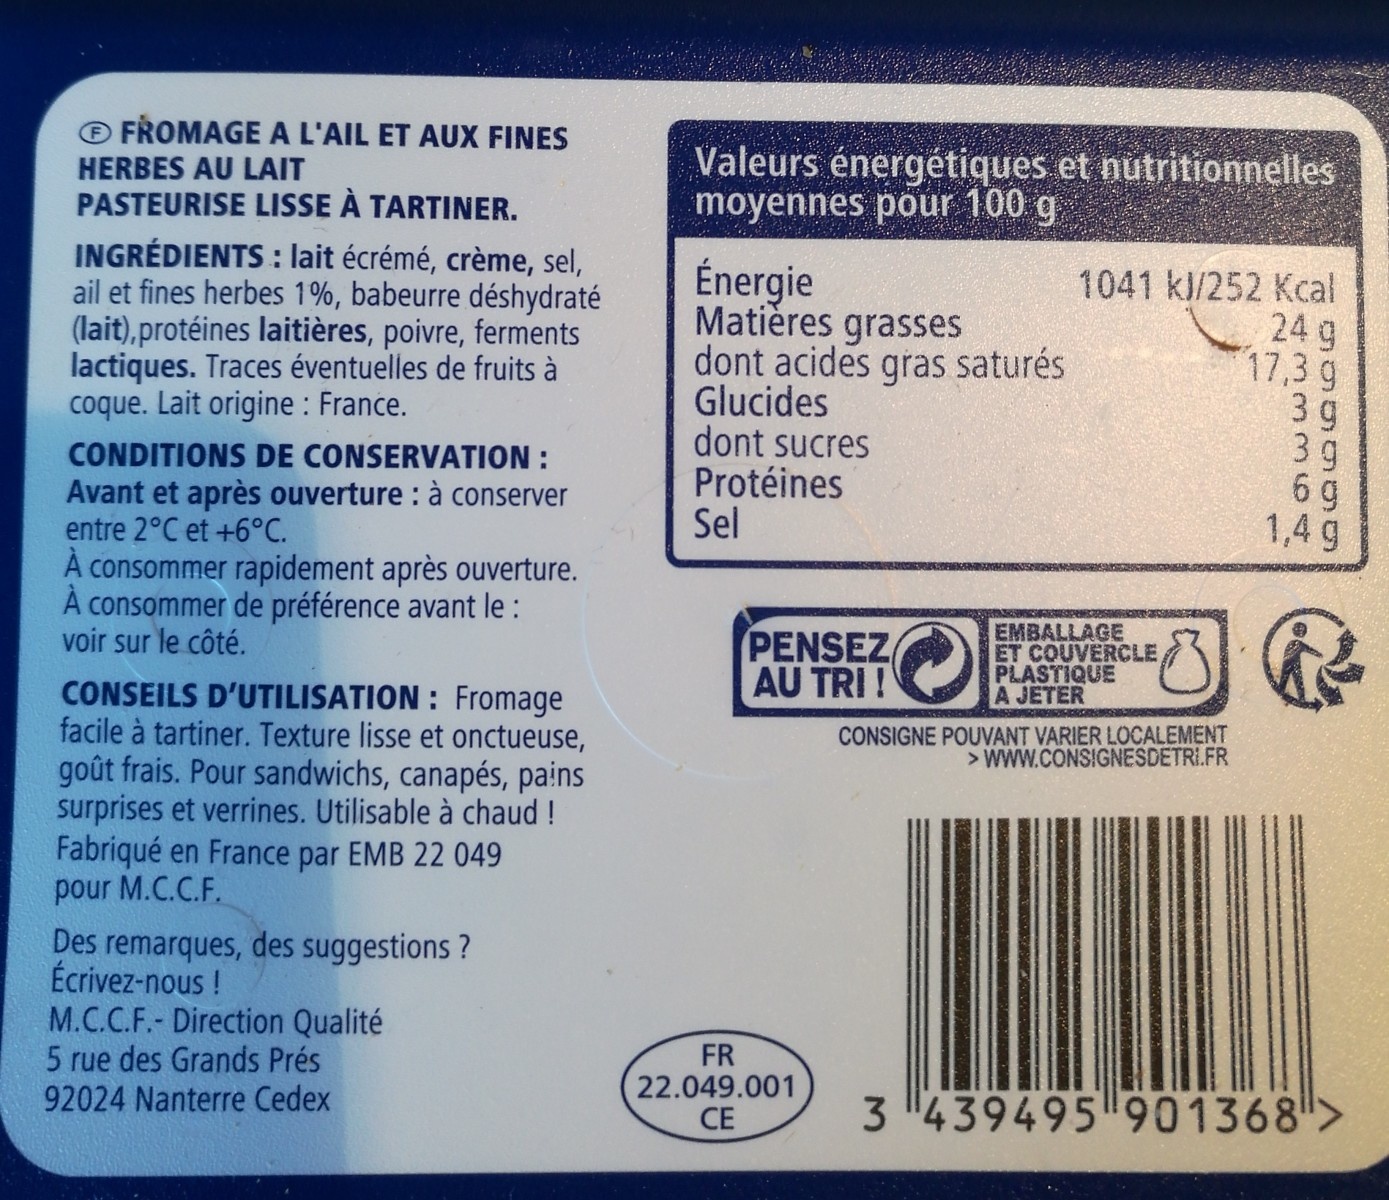 F FROMAGE A L'AIL ET AUX FINES
HERBES AU LAIT
PASTEURISE LISSE À TARTINER.
INGRÉDIENTS : lait écrémé, crème, sel,
ail et fines herbes 1%, babeurre déshydraté
(lait),protéines laitières, poivre, ferments
lactiques. Traces éventuelles de fruits à
coque. Lait origine : France.
CONDITIONS DE CONSERVATION :
Avant et après ouverture : à conserver
entre 2°C et +6°C.
À consommer rapidement après ouverture.
À consommer de préférence avant le :
voir sur le côté.
CONSEILS D'UTILISATION : Fromage
facile à tartiner. Texture lisse et onctueuse,
goût frais. Pour sandwichs, canapés, pains
surprises et verrines. Utilisable à chaud !
Fabriqué en France par EMB 22 049
pour M.C.C.F.
Des remarques, des suggestions ?
Écrivez-nous !
M.C.C.F.- Direction Qualité
5 rue des Grands Prés
92024 Nanterre Cedex
Valeurs énergétiques et nutritionnelles
moyennes pour 100 g
Énergie 1041 kJ/252 Kcal
Matières grasses 24 g
dont acides gras saturés 17,3 g
Glucides 3 g
dont sucres 3 g
Protéines 6 g
Sel 1,4 g
PENSEZ
AU TRI !
EMBALLAGE
ET COUVERCLE
PLASTIQUE
A JETER
CONSIGNE POUVANT VARIER LOCALEMENT
> WWW.CONSIGNESDETRI.FR
FR
22.049.001
CE
3 439495 901368 >